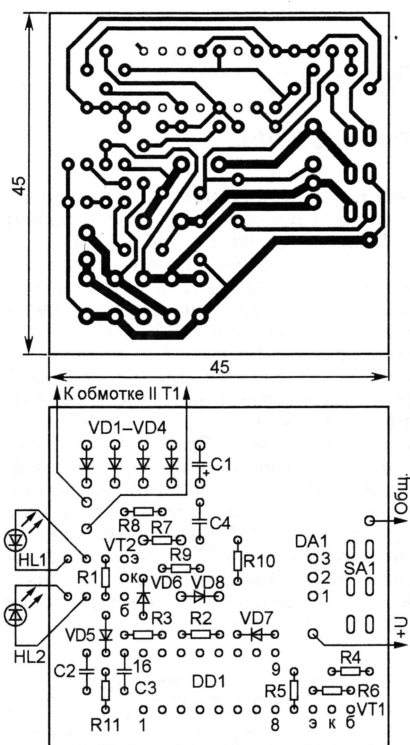 45
45
К обмотке II T1
VD1–VD4
C1
+
Общ.
R8
C4
R7
HL1
VT2
э
R9
DA1
3
R1
к
VD6
VD8
R10
2
SA1
б
1
HL2
+U
VD5
R3
R2
VD7
C2
16
9
R4
C3
DD1
R5
R6
R11
1
8
э
к
б
VT1